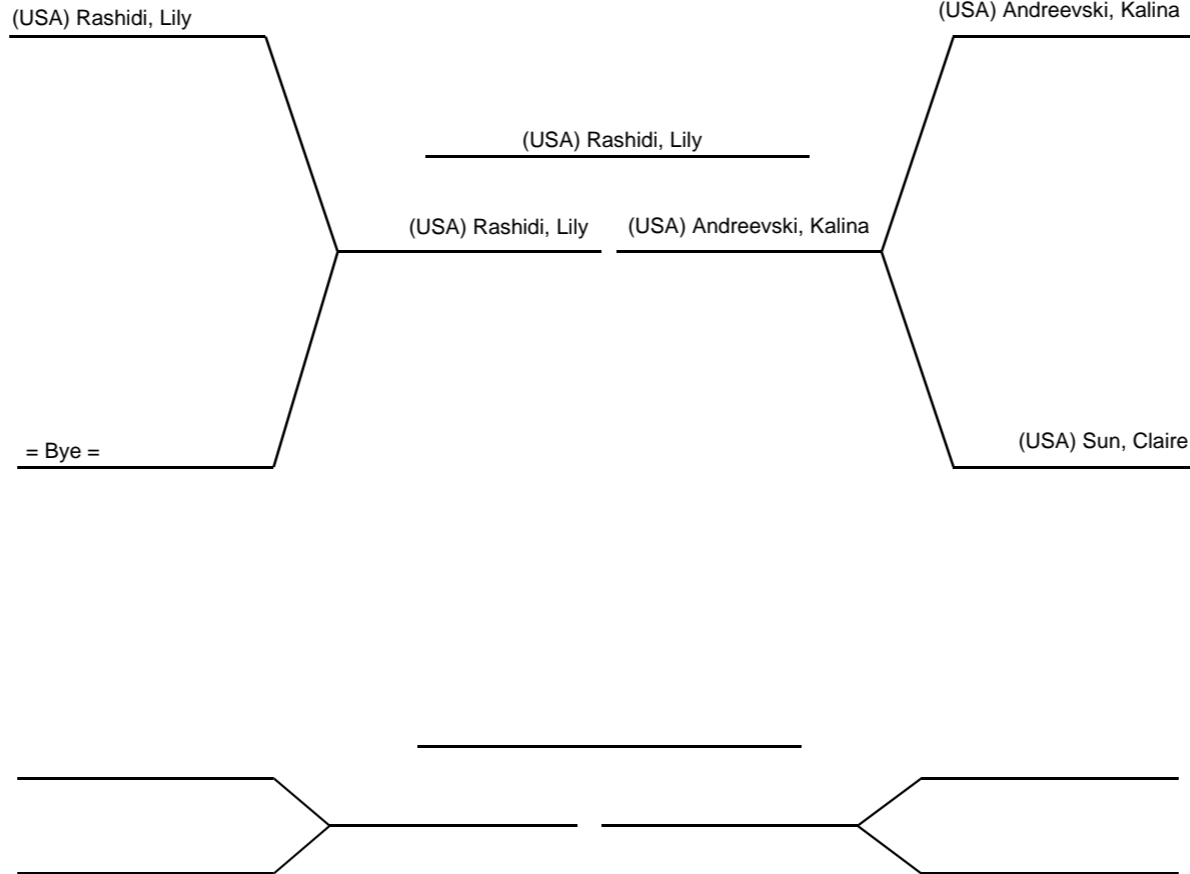 (USA) Rashidi, Lily
(USA) Andreevski, Kalina
(USA) Rashidi, Lily
(USA) Rashidi, Lily
(USA) Andreevski, Kalina
= Bye =
(USA) Sun, Claire